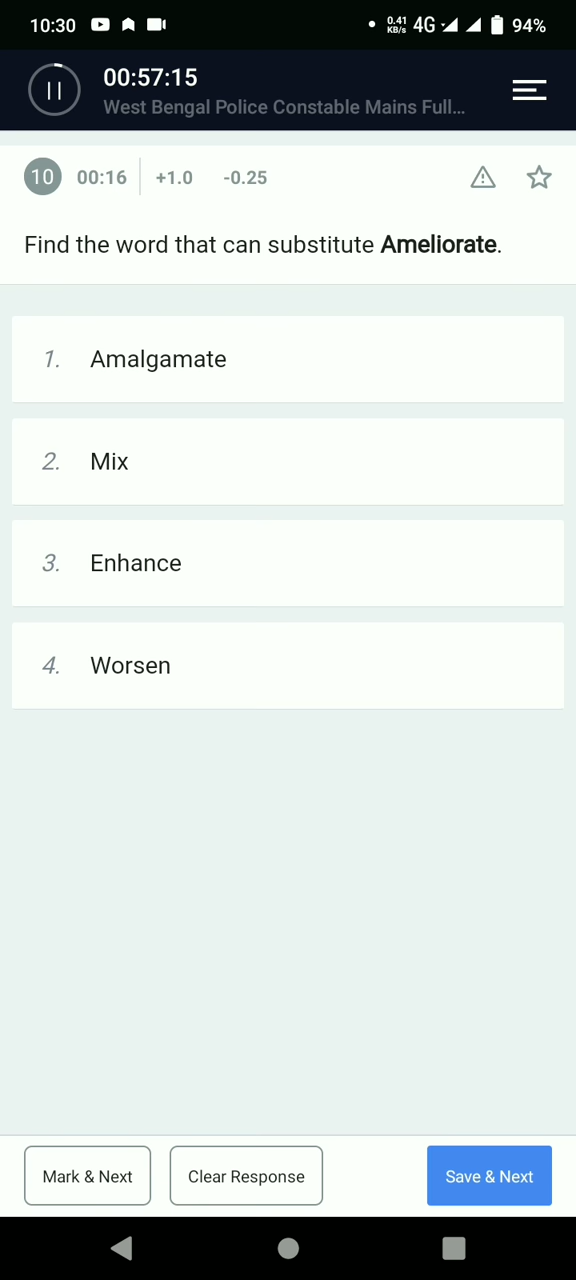 10:30 0.41 KB/s 4G 94%
00:57:15
West Bengal Police Constable Mains Full...
10 00:16 +1.0 -0.25
Find the word that can substitute Ameliorate.
1. Amalgamate
2. Mix
3. Enhance
4. Worsen
Mark & Next Clear Response Save & Next